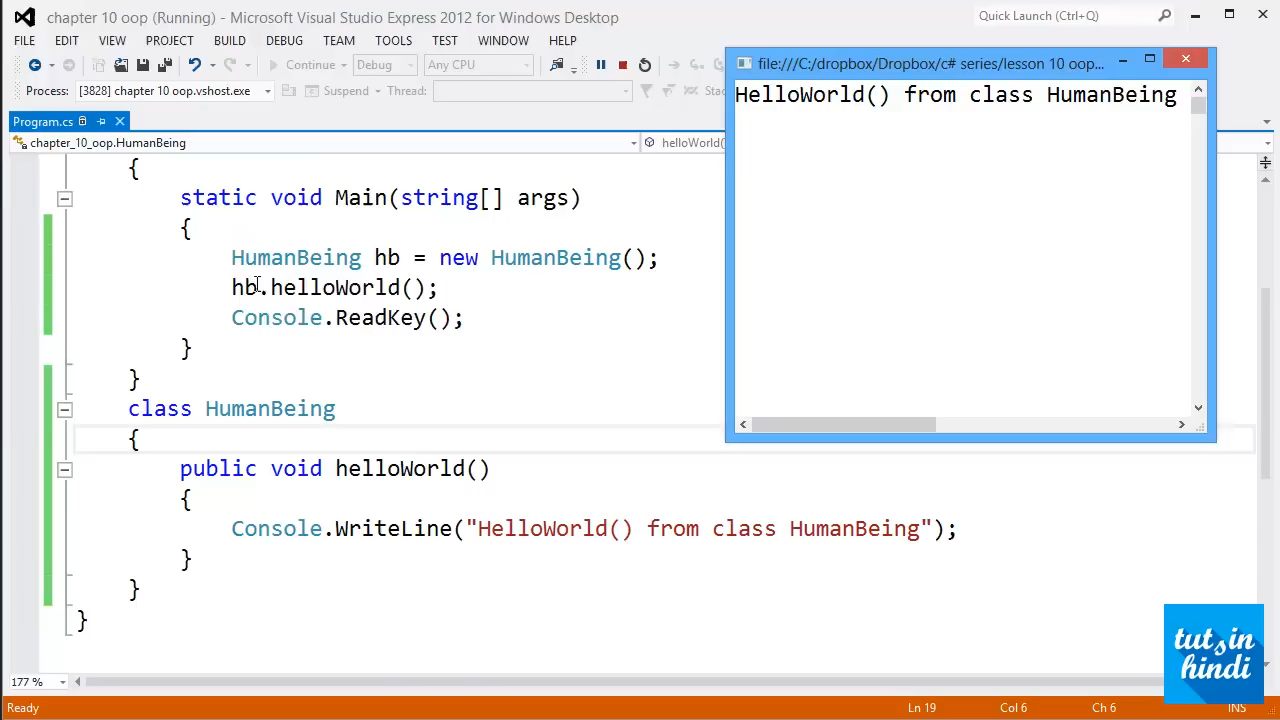 chapter 10 oop (Running) - Microsoft Visual Studio Express 2012 for Windows Desktop
Quick Launch (Ctrl+Q)
FILE EDIT VIEW PROJECT BUILD DEBUG TEAM TOOLS TEST WINDOW HELP
Continue Debug Any CPU
Process: [3828] chapter 10 oop.vshost.exe Suspend Thread:
Program.cs
chapter_10_oop.HumanBeing helloWorld(
file:///C:/dropbox/Dropbox/c# series/lesson 10 oop...
HelloWorld() from class HumanBeing
{
static void Main(string[] args)
{
HumanBeing hb = new HumanBeing();
hb.helloWorld();
Console.ReadKey();
}
}
class HumanBeing
{
public void helloWorld()
{
Console.WriteLine("HelloWorld() from class HumanBeing");
}
}
}
tuts in
hindi
177 %
Ready Ln 19 Col 6 Ch 6 INS